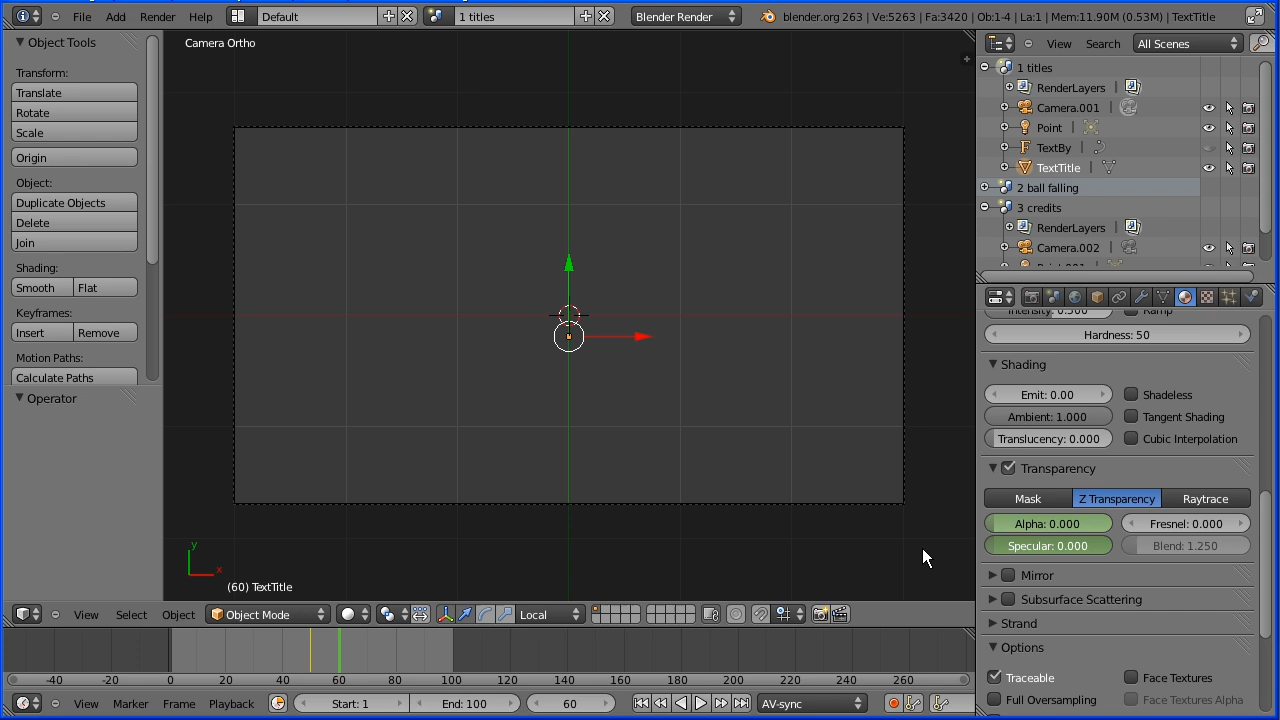 File Add Render Help Default 1 titles Blender Render blender.org 263 | Ve:5263 | Fa:3420 | Ob:1-4 | La:1 | Mem:11.90M (0.53M) | TextTitle
Object Tools
Transform:
Translate
Rotate
Scale
Origin
Object:
Duplicate Objects
Delete
Join
Shading:
Smooth Flat
Keyframes:
Insert Remove
Motion Paths:
Calculate Paths
Operator
Camera Ortho
y
x
(60) TextTitle
View Select Object Object Mode Local
-40 -20 0 20 40 60 80 100 120 140 160 180 200 220 240 260
View Marker Frame Playback Start: 1 End: 100 60 AV-sync
View Search All Scenes
1 titles
RenderLayers |
Camera.001 |
Point |
TextBy |
TextTitle |
2 ball falling
3 credits
RenderLayers |
Camera.002 |
Point.001
Intensity: 0.500 Ramp
Hardness: 50
Shading
Emit: 0.00 Shadeless
Ambient: 1.000 Tangent Shading
Translucency: 0.000 Cubic Interpolation
Transparency
Mask Z Transparency Raytrace
Alpha: 0.000 Fresnel: 0.000
Specular: 0.000 Blend: 1.250
Mirror
Subsurface Scattering
Strand
Options
Traceable Face Textures
Full Oversampling Face Textures Alpha